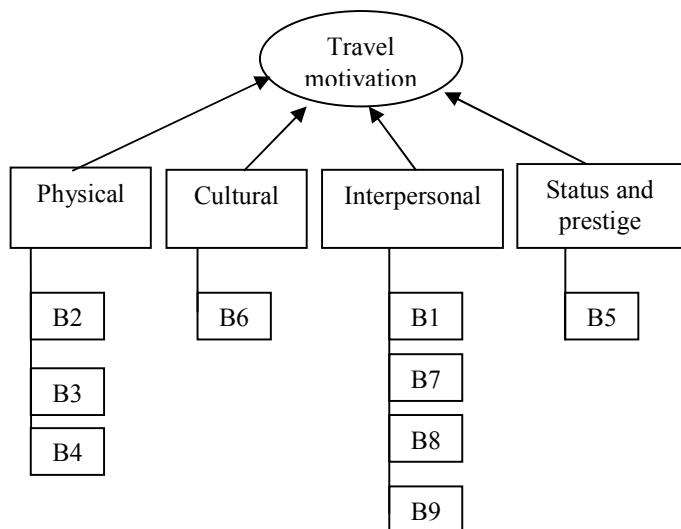 Travel
motivation
Physical
Cultural
Interpersonal
Status and
prestige
B2
B6
B1
B5
B3
B7
B4
B8
B9